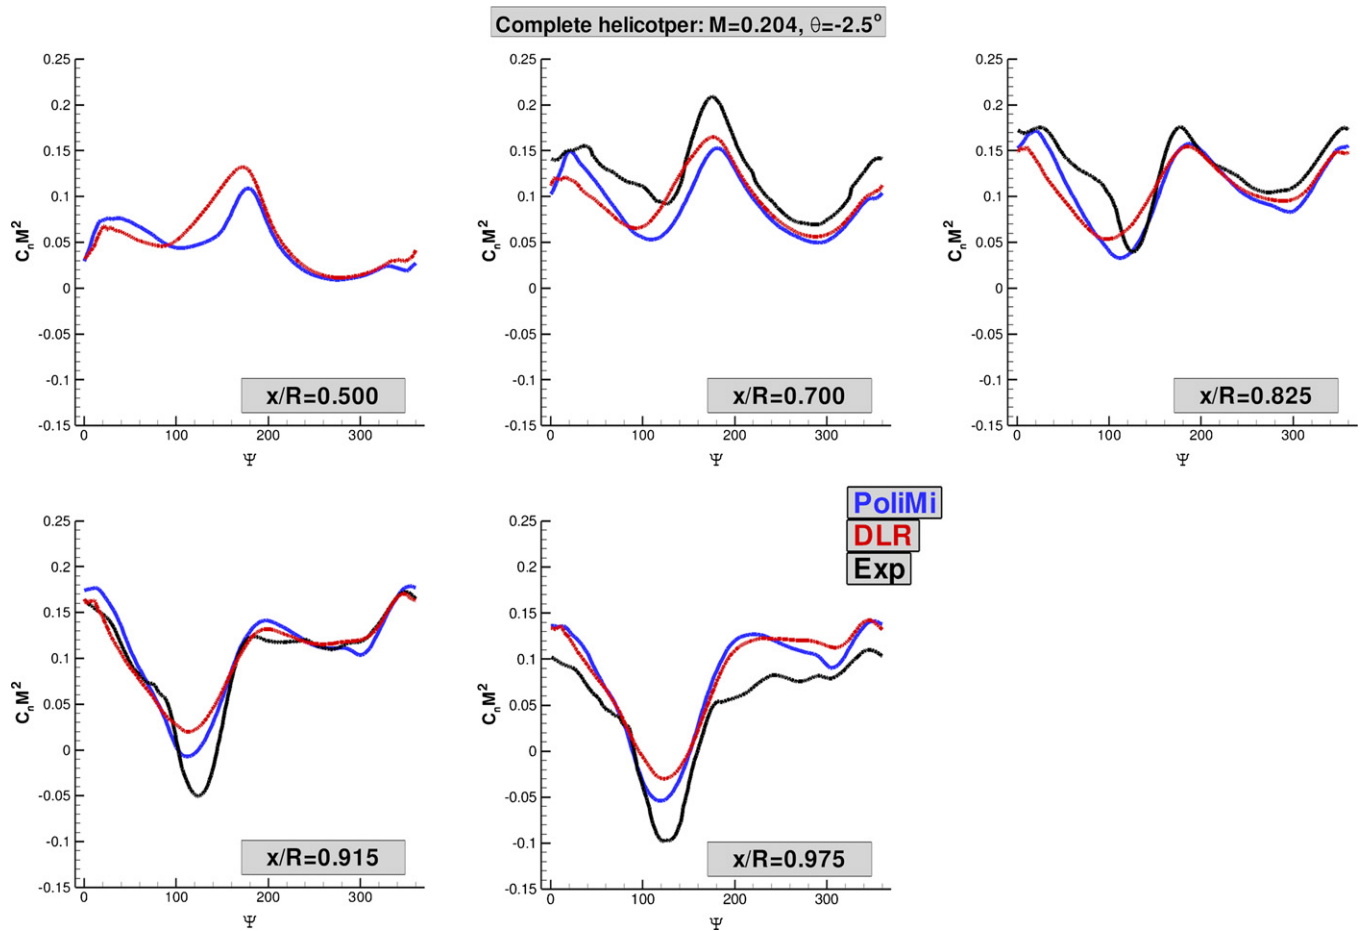 Complete helicotper: M=0.204, θ=-2.5°
0.25
0.2
0.15
0.1
0.05
0
-0.05
-0.1
-0.15
CnM²
x/R=0.500
0 100 200 300
Ψ
0.25
0.2
0.15
0.1
0.05
0
-0.05
-0.1
-0.15
CnM²
x/R=0.700
0 100 200 300
Ψ
0.25
0.2
0.15
0.1
0.05
0
-0.05
-0.1
-0.15
CnM²
x/R=0.825
0 100 200 300
Ψ
0.25
0.2
0.15
0.1
0.05
0
-0.05
-0.1
-0.15
CnM²
x/R=0.915
0 100 200 300
Ψ
0.25
0.2
0.15
0.1
0.05
0
-0.05
-0.1
-0.15
CnM²
x/R=0.975
0 100 200 300
Ψ
PoliMi
DLR
Exp